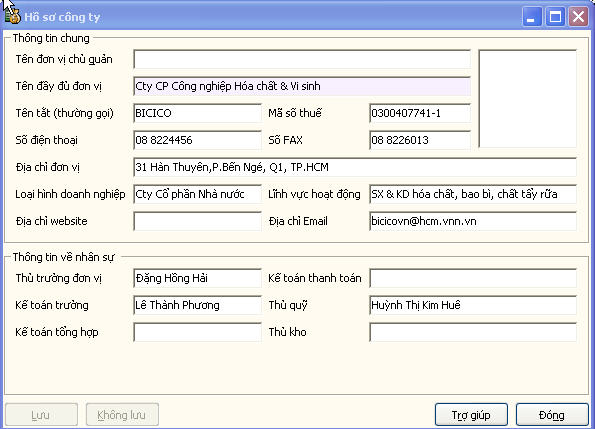 Hồ sơ công ty
Thông tin chung
Tên đơn vị chủ quản
Tên đầy đủ đơn vị Cty CP Công nghiệp Hóa chất & Vi sinh
Tên tắt (thường gọi) BICICO Mã số thuế 0300407741-1
Số điện thoại 08 8224456 Số FAX 08 8226013
Địa chỉ đơn vị 31 Hàn Thuyên,P.Bến Ngé, Q1, TP.HCM
Loại hình doanh nghiệp Cty Cổ phần Nhà nước Lĩnh vực hoạt động SX & KD hóa chất, bao bì, chất tẩy rữa
Địa chỉ website Địa chỉ Email bicicovn@hcm.vnn.vn
Thông tin về nhân sự
Thủ trưởng đơn vị Đặng Hồng Hải Kế toán thanh toán
Kế toán trưởng Lê Thành Phương Thủ quỹ Huỳnh Thị Kim Huê
Kế toán tổng hợp Thủ kho
Lưu Không lưu Trợ giúp Đóng